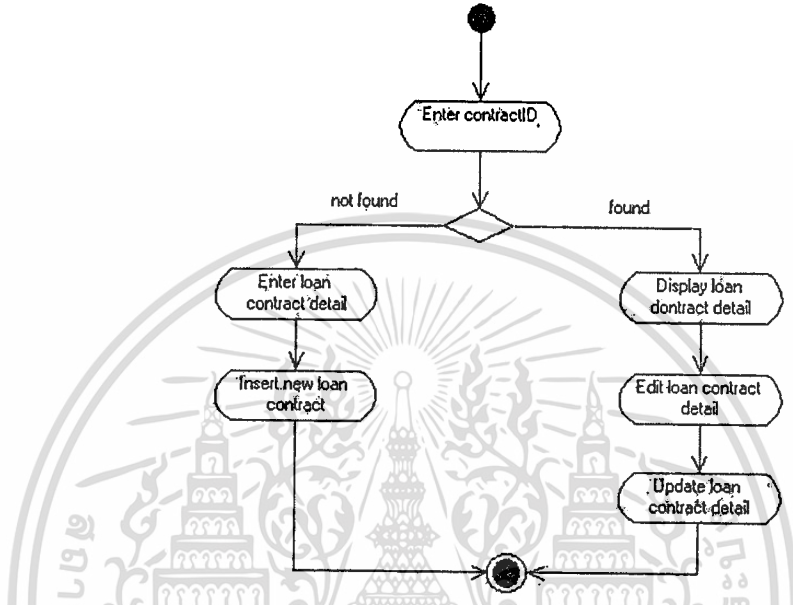 Enter contractID
not found
found
Enter loan
contract detail
Display loan
dontract detail
Insert new loan
contract
Edit loan contract
detail
Update loan
contract detail